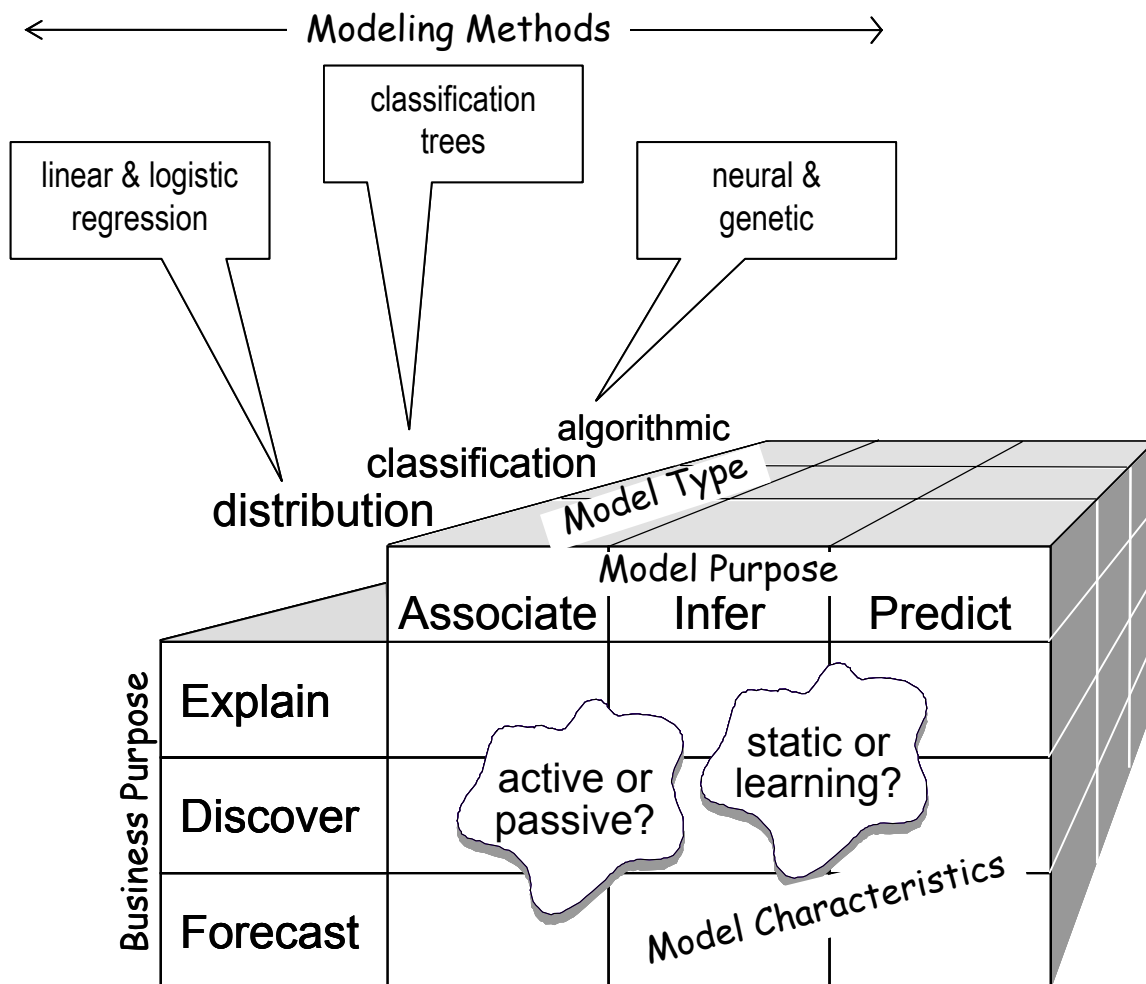 Modeling Methods
classification
trees
linear & logistic
regression
neural &
genetic
algorithmic
classification
distribution
Model Type
Model Purpose
Associate
Infer
Predict
Business Purpose
Explain
Discover
Forecast
active or
passive?
static or
learning?
Model Characteristics